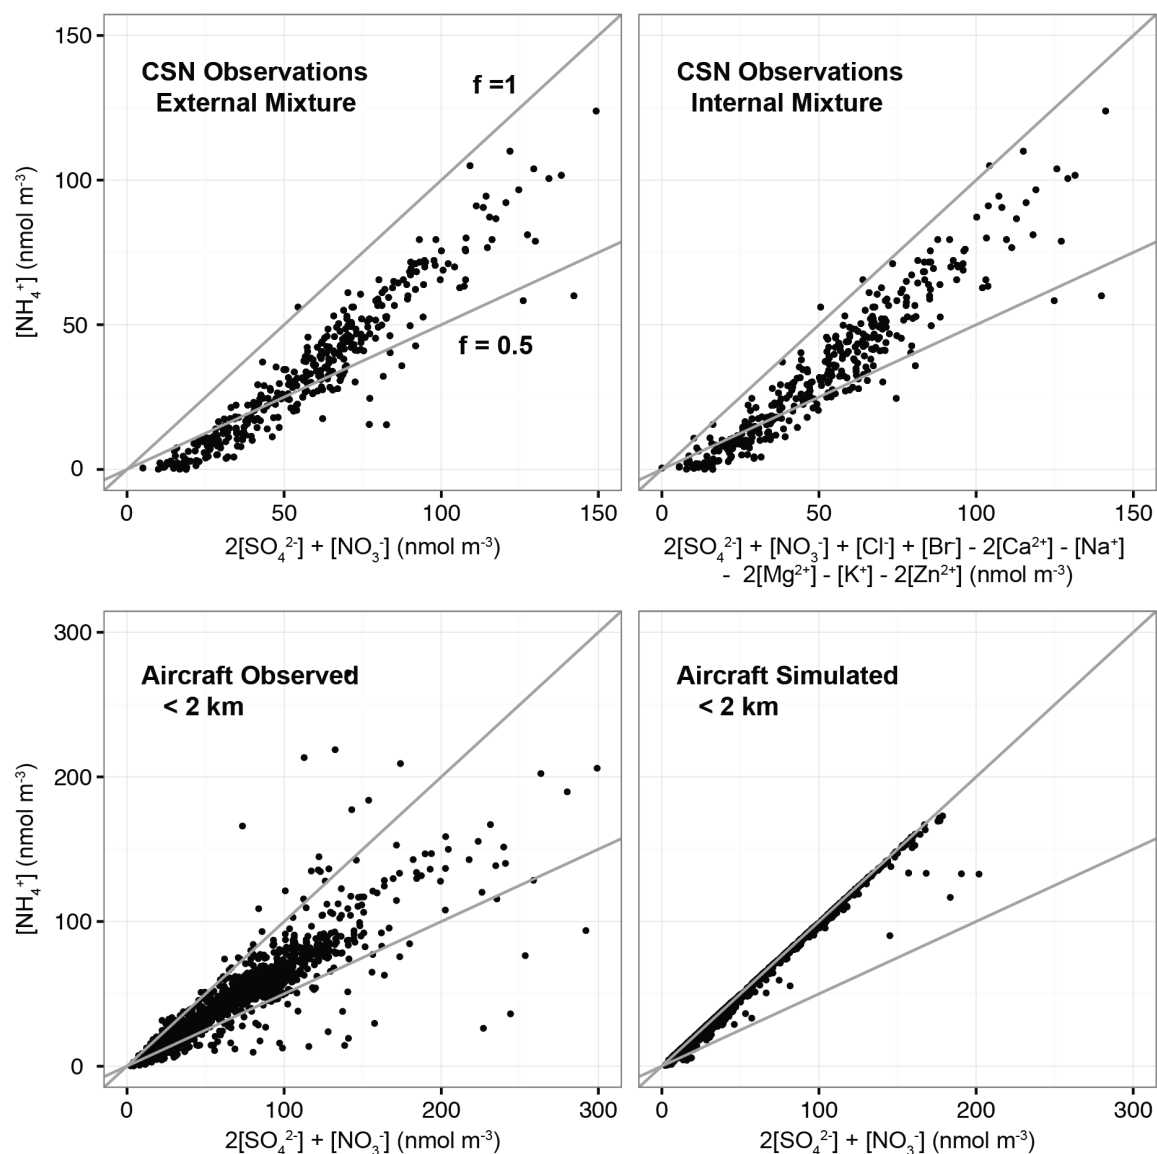 CSN Observations
External Mixture
f =1
f = 0.5
150
100
50
0
[NH₄⁺] (nmol m⁻³)
0 50 100 150
2[SO₄²⁻] + [NO₃⁻] (nmol m⁻³)
CSN Observations
Internal Mixture
0 50 100 150
2[SO₄²⁻] + [NO₃⁻] + [Cl⁻] + [Br⁻] - 2[Ca²⁺] - [Na⁺]
- 2[Mg²⁺] - [K⁺] - 2[Zn²⁺] (nmol m⁻³)
Aircraft Observed
< 2 km
300
200
100
0
[NH₄⁺] (nmol m⁻³)
0 100 200 300
2[SO₄²⁻] + [NO₃⁻] (nmol m⁻³)
Aircraft Simulated
< 2 km
0 100 200 300
2[SO₄²⁻] + [NO₃⁻] (nmol m⁻³)